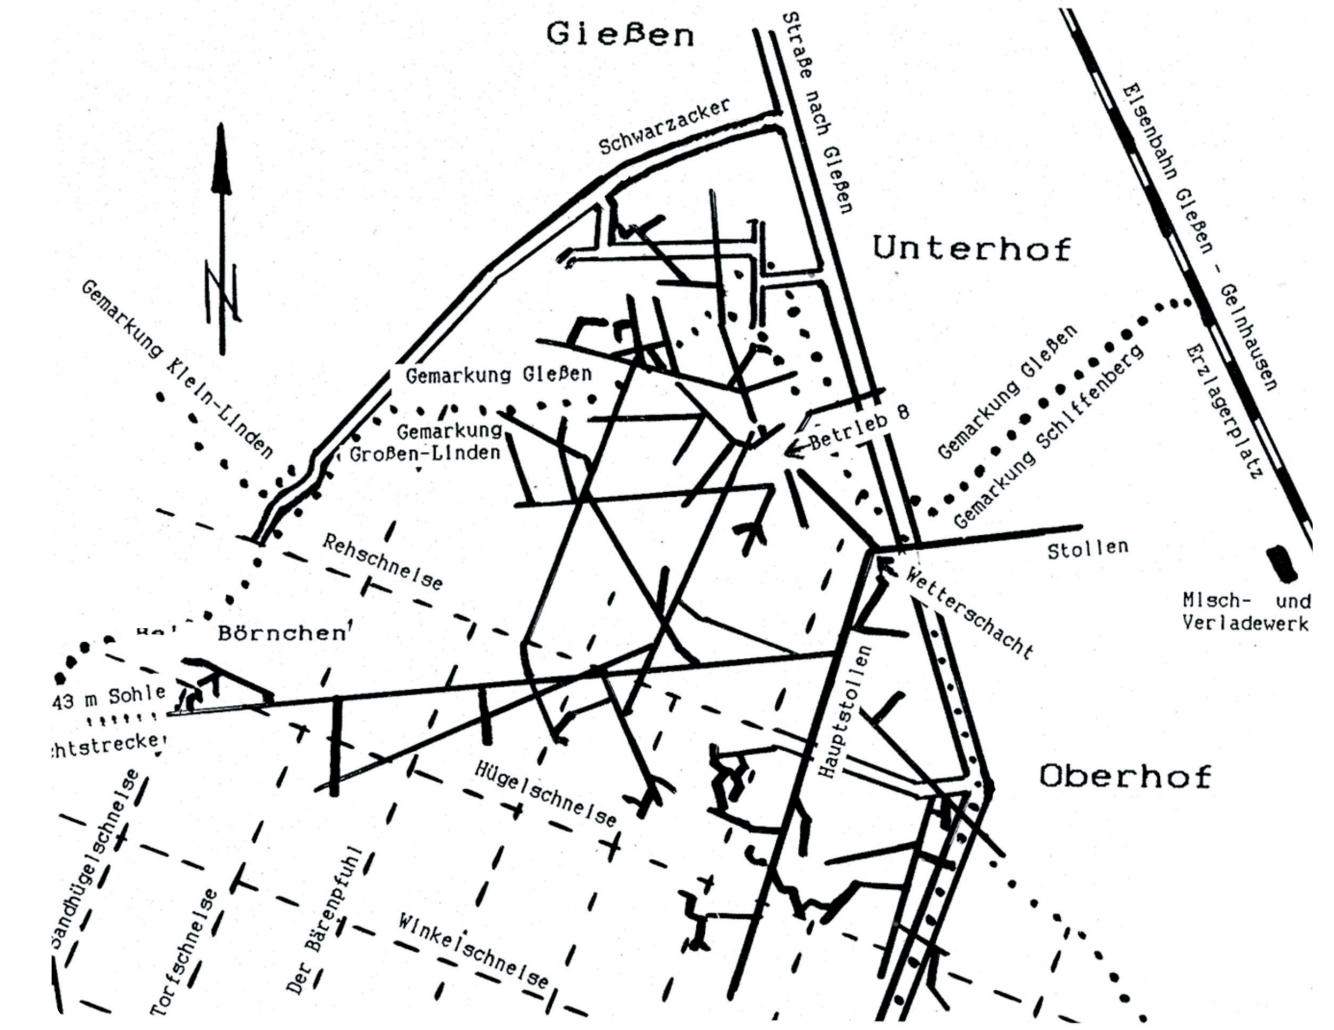 Gießen
Straße nach Gießen
Schwarzacker
Eisenbahn Gießen - Gelnhausen
Unterhof
Gemarkung Klein-Linden
Gemarkung Gießen
Gemarkung Schiffenberg
Erzlagerplatz
Gemarkung Gießen
Gemarkung
Großen-Linden
Betrieb 8
Rehschneise
Stollen
Wetterschacht
Misch- und
Verladewerk
Börnchen'
43 m Sohle
chtstrecke'
Hauptstollen
Oberhof
Hügelschneise
Sandhügelschneise
Torfschneise
Der Bärenpfuhl
Winkelschneise
N